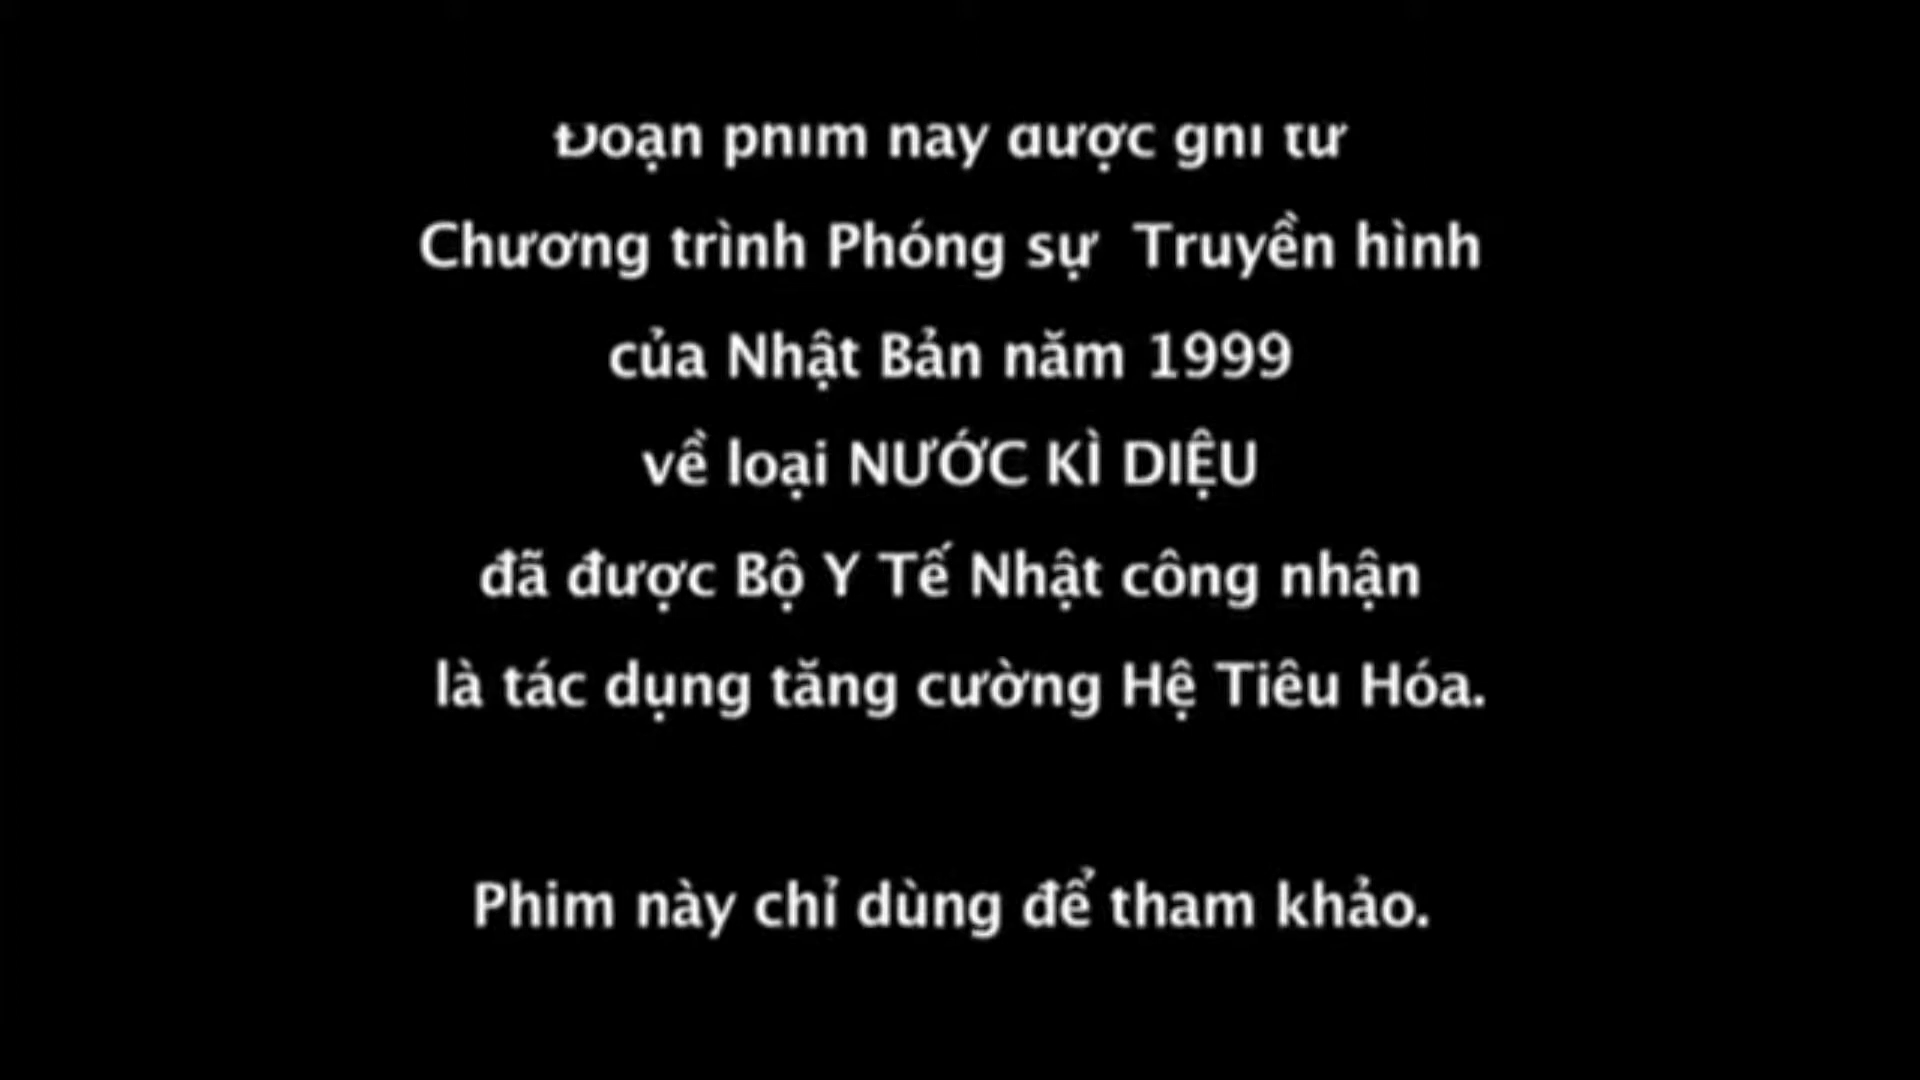 Đoạn phim này được ghi từ
Chương trình Phóng sự Truyền hình
của Nhật Bản năm 1999
về loại NƯỚC KÌ DIỆU
đã được Bộ Y Tế Nhật công nhận
là tác dụng tăng cường Hệ Tiêu Hóa.
Phim này chỉ dùng để tham khảo.